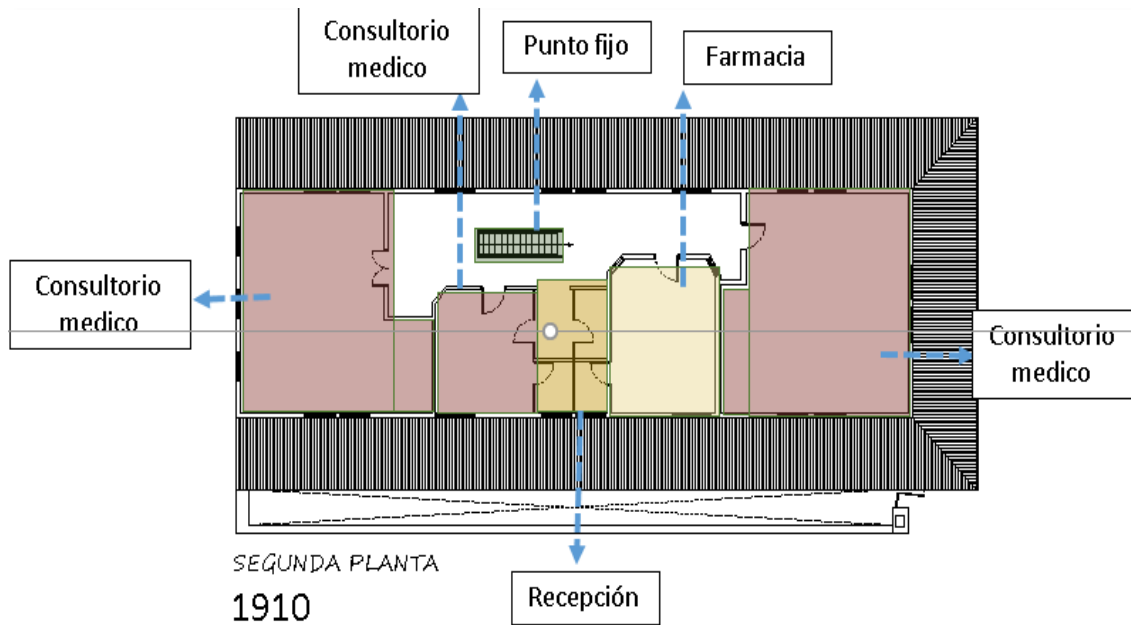 Consultorio
medico
Punto fijo
Farmacia
Consultorio
medico
Consultorio
medico
SEGUNDA PLANTA
1910
Recepción